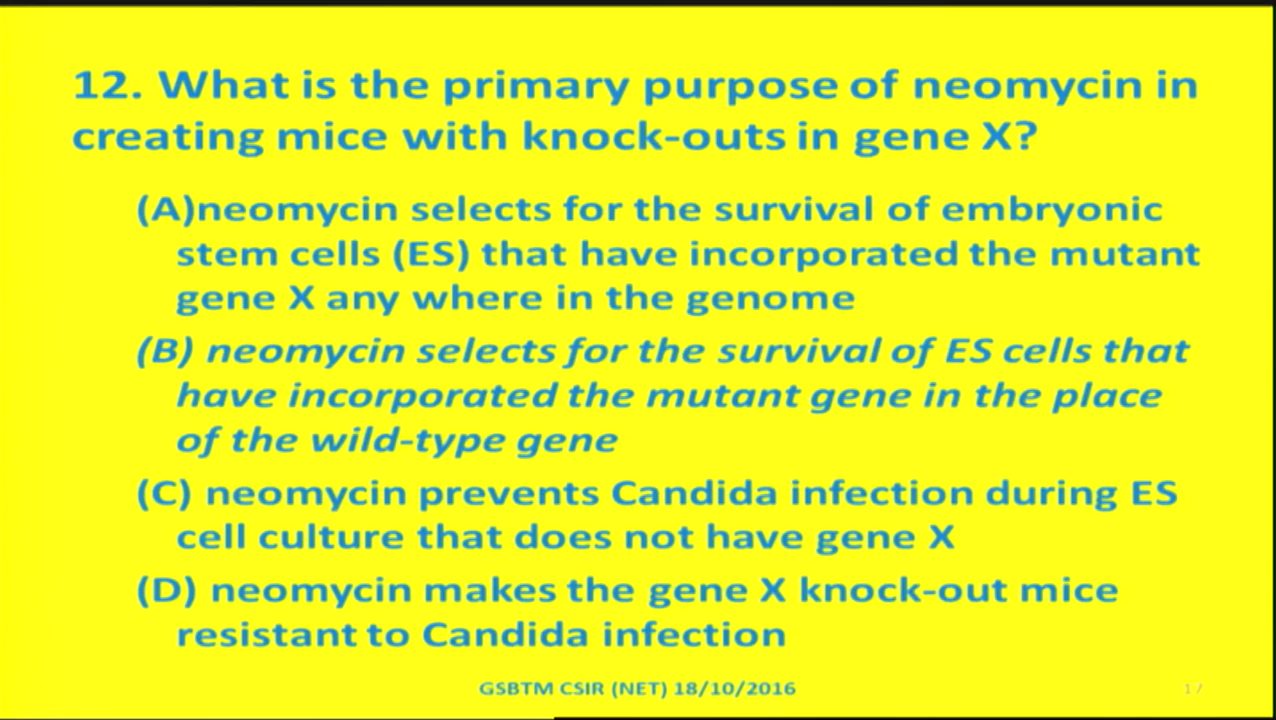 12. What is the primary purpose of neomycin in
creating mice with knock-outs in gene X?
(A)neomycin selects for the survival of embryonic
stem cells (ES) that have incorporated the mutant
gene X any where in the genome
(B) neomycin selects for the survival of ES cells that
have incorporated the mutant gene in the place
of the wild-type gene
(C) neomycin prevents Candida infection during ES
cell culture that does not have gene X
(D) neomycin makes the gene X knock-out mice
resistant to Candida infection
GSBTM CSIR (NET) 18/10/2016
17